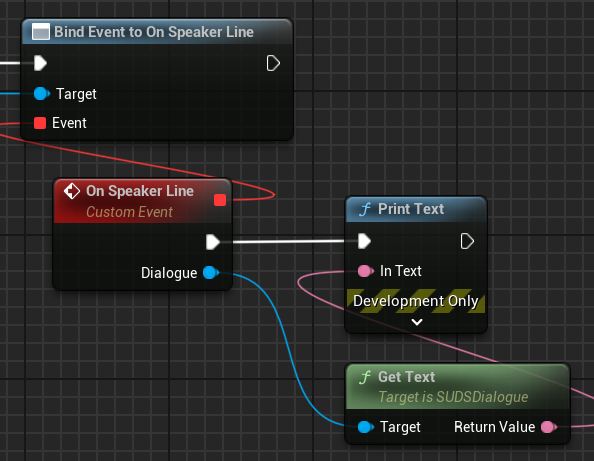 Bind Event to On Speaker Line
Target
Event
On Speaker Line
Custom Event
Dialogue
Print Text
In Text
Development Only
Get Text
Target is SUDSDialogue
Target Return Value